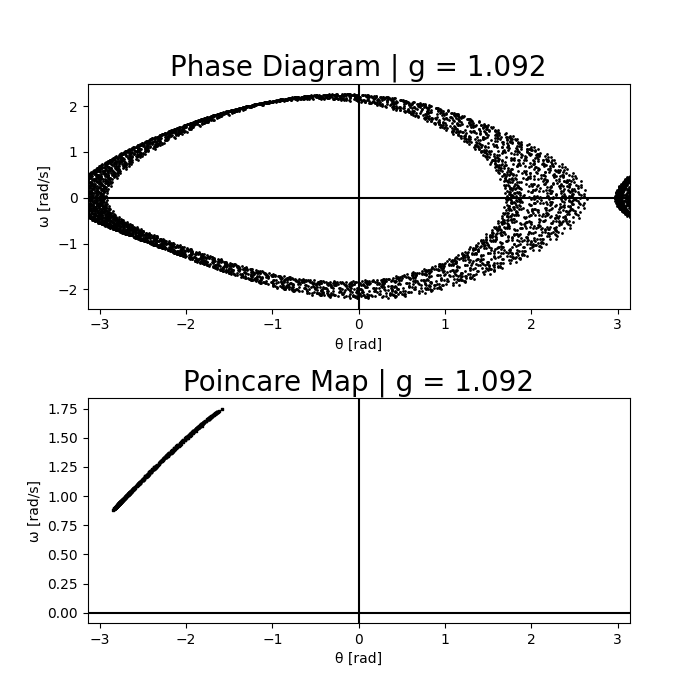 Phase Diagram | g = 1.092
ω [rad/s]
2
1
0
−1
−2
−3 −2 −1 0 1 2 3
θ [rad]
Poincare Map | g = 1.092
ω [rad/s]
1.75
1.50
1.25
1.00
0.75
0.50
0.25
0.00
−3 −2 −1 0 1 2 3
θ [rad]